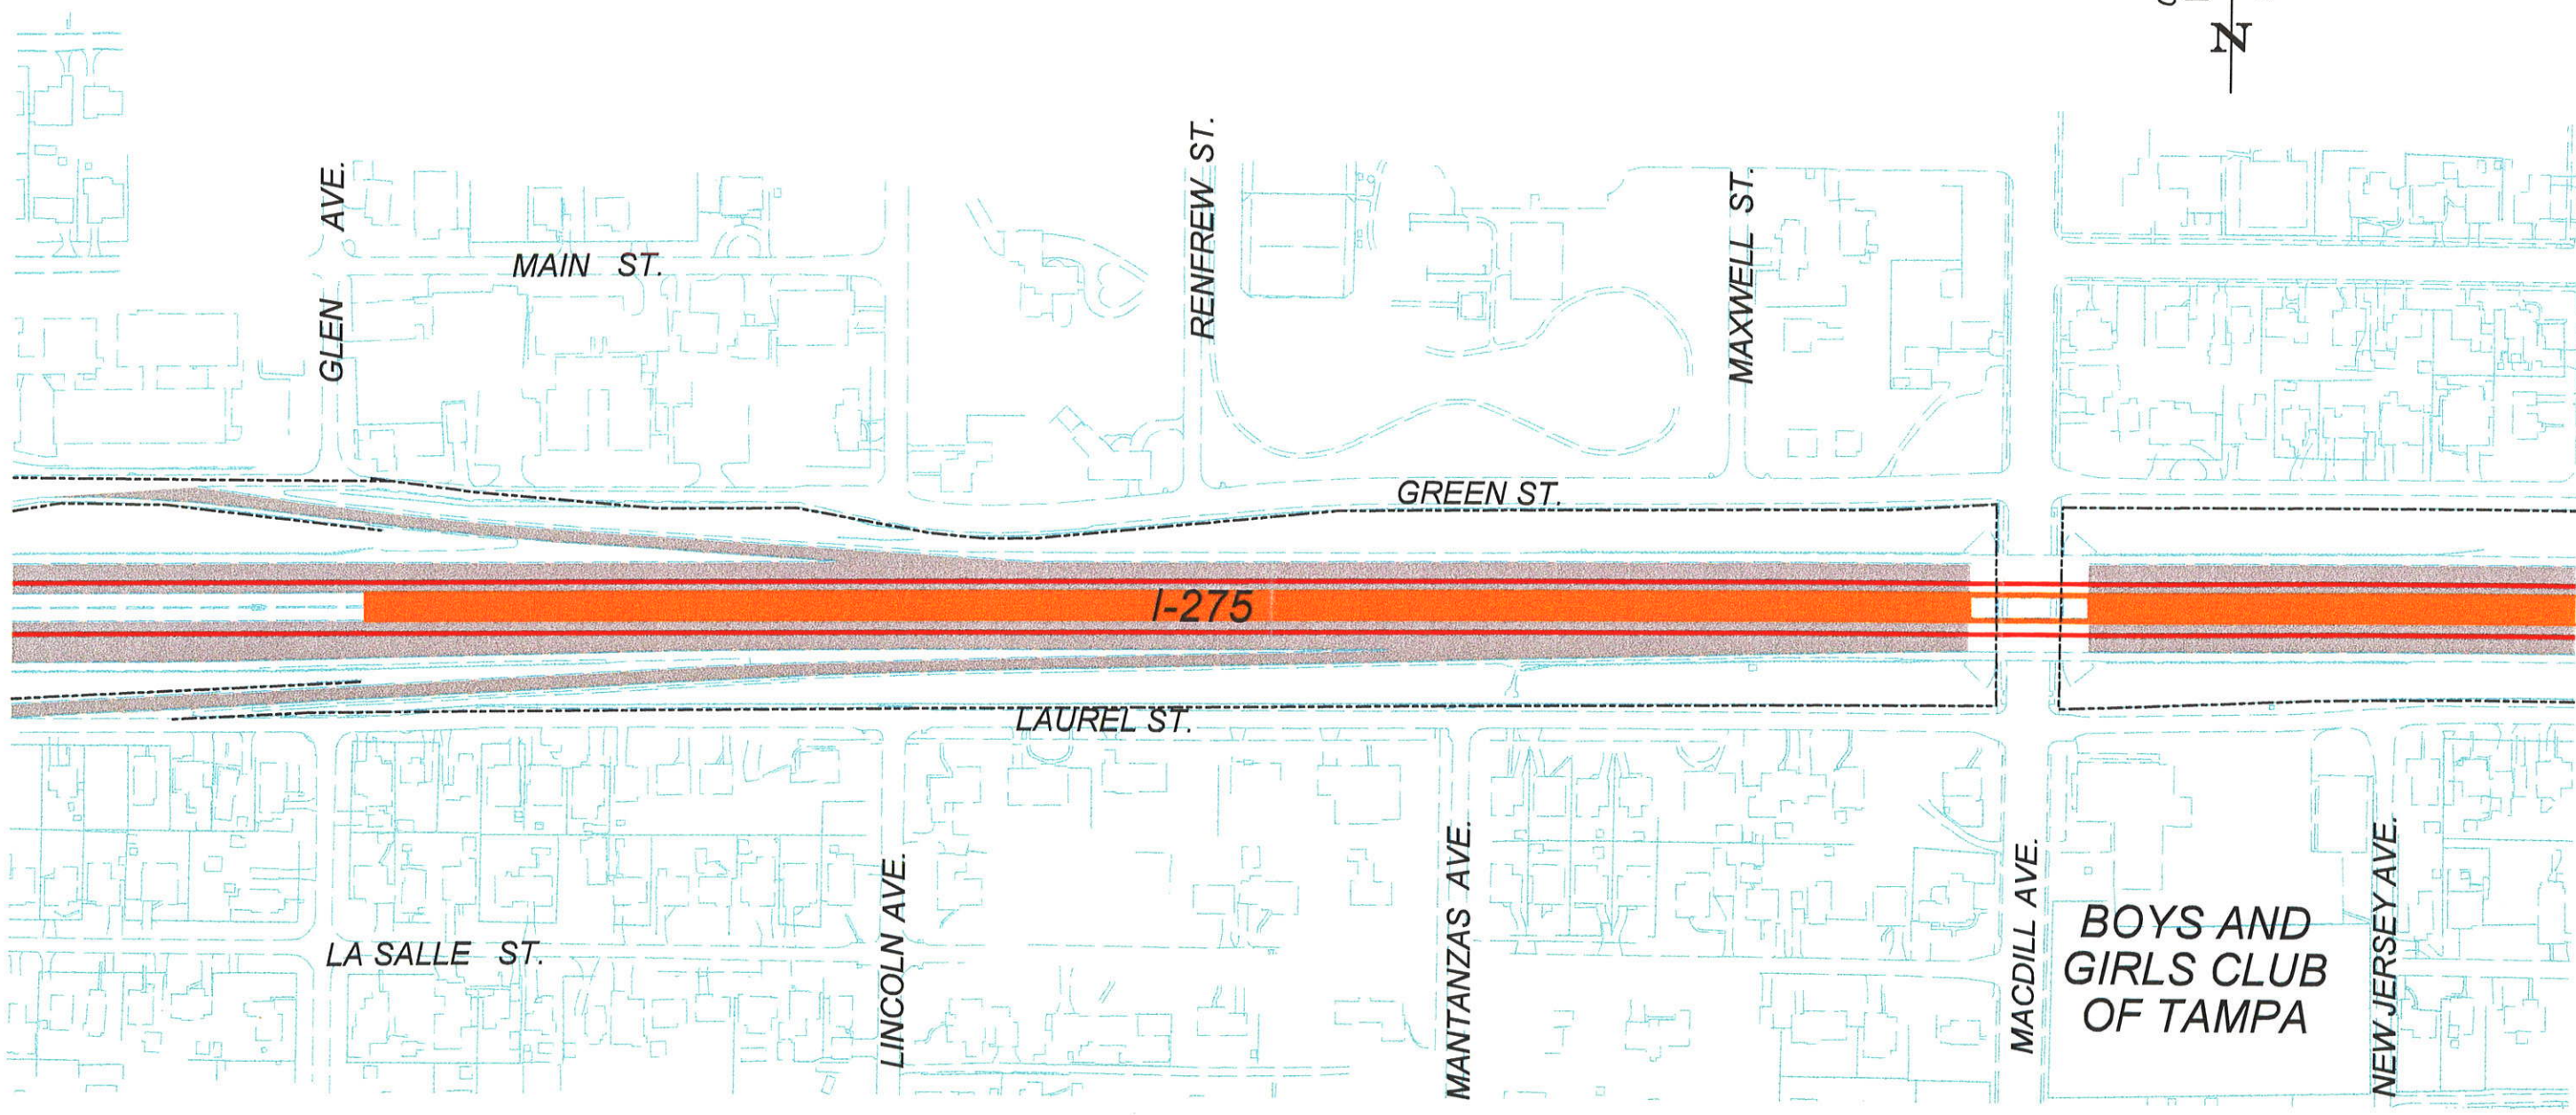 N
GLEN AVE.
MAIN ST.
RENFREW ST.
MAXWELL ST.
GREEN ST.
I-275
LAUREL ST.
LA SALLE ST.
LINCOLN AVE.
MANTANZAS AVE.
MACDILL AVE.
BOYS AND
GIRLS CLUB
OF TAMPA
NEW JERSEY AVE.